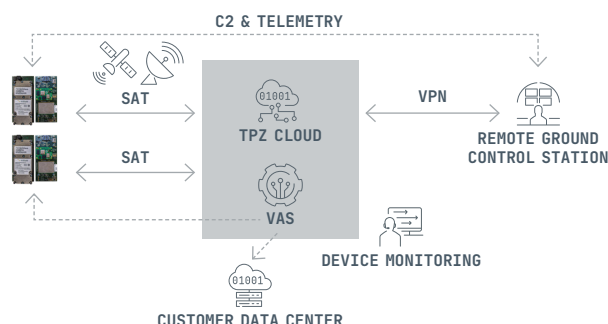 C2 & TELEMETRY
SAT
01001
TPZ CLOUD
VPN
REMOTE GROUND
CONTROL STATION
SAT
VAS
DEVICE MONITORING
01001
CUSTOMER DATA CENTER